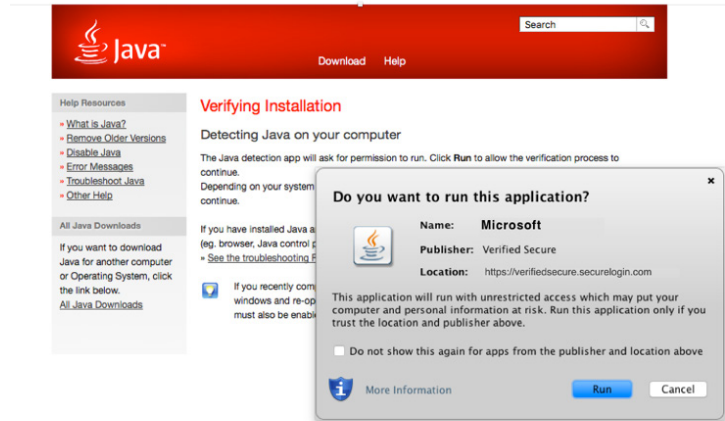 Search
Java™
Download Help
Help Resources
» What is Java?
» Remove Older Versions
» Disable Java
» Error Messages
» Troubleshoot Java
» Other Help
All Java Downloads
If you want to download
Java for another computer
or Operating System, click
the link below.
All Java Downloads
Verifying Installation
Detecting Java on your computer
The Java detection app will ask for permission to run. Click Run to allow the verification process to
continue.
Depending on your system
continue.
If you have installed Java a
(eg. browser, Java control p
» See the troubleshooting F
If you recently com
windows and re-op
must also be enabl
×
Do you want to run this application?
Name: Microsoft
Publisher: Verified Secure
Location: https://verifiedsecure.securelogin.com
This application will run with unrestricted access which may put your
computer and personal information at risk. Run this application only if you
trust the location and publisher above.
Do not show this again for apps from the publisher and location above
More Information
Run Cancel